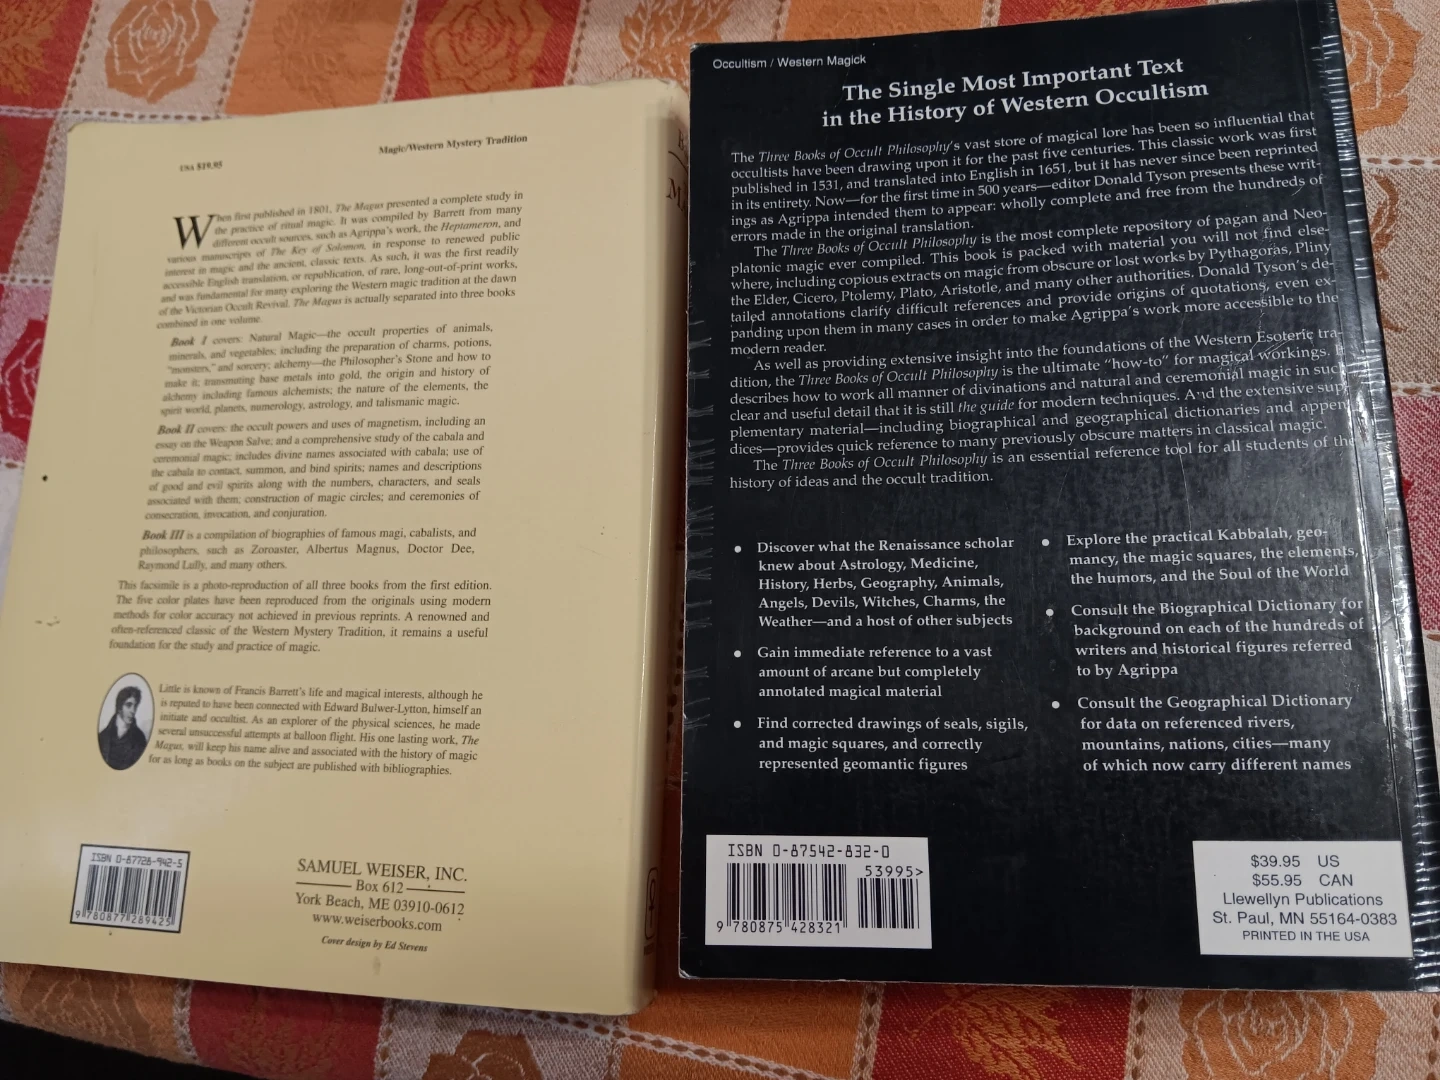 Magic/Western Mystery Tradition
USA $19.95
When first published in 1801, The Magus presented a complete study in
the practice of ritual magic. It was compiled by Barrett from many
different occult sources, such as Agrippa's work, the Heptameron, and
various manuscripts of The Key of Solomon, in response to renewed public
interest in magic and the ancient, classic texts. As such, it was the first readily
accessible English translation, or republication, of rare, long-out-of-print works,
and was fundamental for many exploring the Western magic tradition at the dawn
of the Victorian Occult Revival. The Magus is actually separated into three books
combined in one volume.
Book I covers: Natural Magic—the occult properties of animals,
minerals, and vegetables; including the preparation of charms, potions,
"monsters," and sorcery; alchemy—the Philosopher's Stone and how to
make it; transmuting base metals into gold, the origin and history of
alchemy including famous alchemists; the nature of the elements, the
spirit world, planets, numerology, astrology, and talismanic magic.
Book II covers: the occult powers and uses of magnetism, including an
essay on the Weapon Salve; and a comprehensive study of the cabala and
ceremonial magic; includes divine names associated with cabala; use of
the cabala to contact, summon, and bind spirits; names and descriptions
of good and evil spirits along with the numbers, characters, and seals
associated with them; construction of magic circles; and ceremonies of
consecration, invocation, and conjuration.
Book III is a compilation of biographies of famous magi, cabalists, and
philosophers, such as Zoroaster, Albertus Magnus, Doctor Dee,
Raymond Lully, and many others.
This facsimile is a photo-reproduction of all three books from the first edition.
The five color plates have been reproduced from the originals using modern
methods for color accuracy not achieved in previous reprints. A renowned and
often-referenced classic of the Western Mystery Tradition, it remains a useful
foundation for the study and practice of magic.
Little is known of Francis Barrett's life and magical interests, although he
is reputed to have been connected with Edward Bulwer-Lytton, himself an
initiate and occultist. As an explorer of the physical sciences, he made
several unsuccessful attempts at balloon flight. His one lasting work, The
Magus, will keep his name alive and associated with the history of magic
for as long as books on the subject are published with bibliographies.
ISBN 0-87728-942-5
9 780877 289425
SAMUEL WEISER, INC.
Box 612
York Beach, ME 03910-0612
www.weiserbooks.com
Cover design by Ed Stevens
Occultism / Western Magick
The Single Most Important Text
in the History of Western Occultism
The Three Books of Occult Philosophy's vast store of magical lore has been so influential that
occultists have been drawing upon it for the past five centuries. This classic work was first
published in 1531, and translated into English in 1651, but it has never since been reprinted
in its entirety. Now—for the first time in 500 years—editor Donald Tyson presents these writ-
ings as Agrippa intended them to appear: wholly complete and free from the hundreds of
errors made in the original translation.
The Three Books of Occult Philosophy is the most complete repository of pagan and Neo-
platonic magic ever compiled. This book is packed with material you will not find else-
where, including copious extracts on magic from obscure or lost works by Pythagoras, Pliny
the Elder, Cicero, Ptolemy, Plato, Aristotle, and many other authorities. Donald Tyson's de-
tailed annotations clarify difficult references and provide origins of quotations, even ex-
panding upon them in many cases in order to make Agrippa's work more accessible to the
modern reader.
As well as providing extensive insight into the foundations of the Western Esoteric tra-
dition, the Three Books of Occult Philosophy is the ultimate "how-to" for magical workings.
describes how to work all manner of divinations and natural and ceremonial magic in suc
clear and useful detail that it is still the guide for modern techniques. And the extensive sup
plementary material—including biographical and geographical dictionaries and appen
dices—provides quick reference to many previously obscure matters in classical magic.
The Three Books of Occult Philosophy is an essential reference tool for all students of the
history of ideas and the occult tradition.
• Discover what the Renaissance scholar
knew about Astrology, Medicine,
History, Herbs, Geography, Animals,
Angels, Devils, Witches, Charms, the
Weather—and a host of other subjects
• Gain immediate reference to a vast
amount of arcane but completely
annotated magical material
• Find corrected drawings of seals, sigils,
and magic squares, and correctly
represented geomantic figures
• Explore the practical Kabbalah, geo-
mancy, the magic squares, the elements,
the humors, and the Soul of the World
• Consult the Biographical Dictionary for
background on each of the hundreds of
writers and historical figures referred
to by Agrippa
• Consult the Geographical Dictionary
for data on referenced rivers,
mountains, nations, cities—many
of which now carry different names
ISBN 0-87542-832-0
53995>
9 780875 428321
$39.95 US
$55.95 CAN
Llewellyn Publications
St. Paul, MN 55164-0383
PRINTED IN THE USA